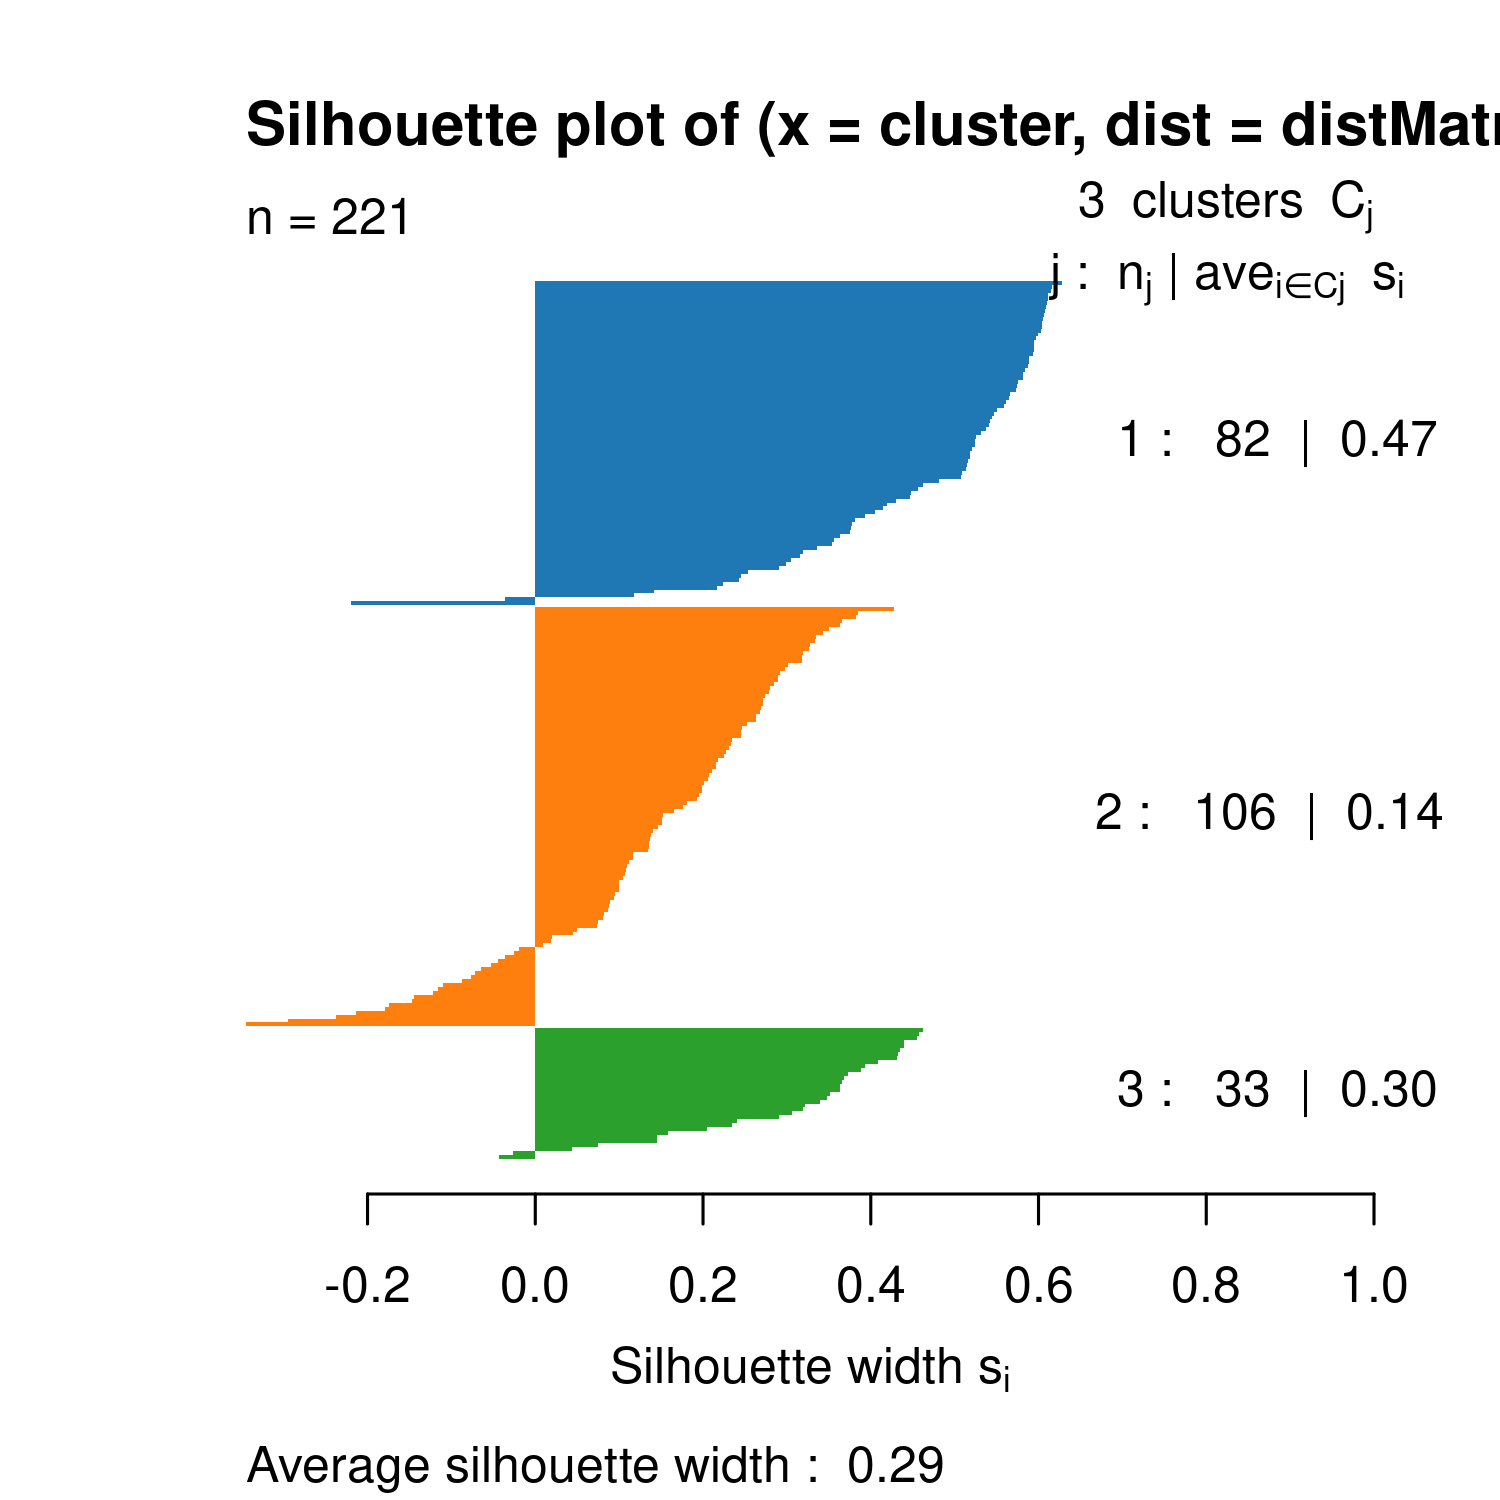 Silhouette plot of (x = cluster, dist = distMatr
n = 221
3 clusters Cj
j : nj | avei∈Cj si
1 : 82 | 0.47
2 : 106 | 0.14
3 : 33 | 0.30
-0.2 0.0 0.2 0.4 0.6 0.8 1.0
Silhouette width si
Average silhouette width : 0.29